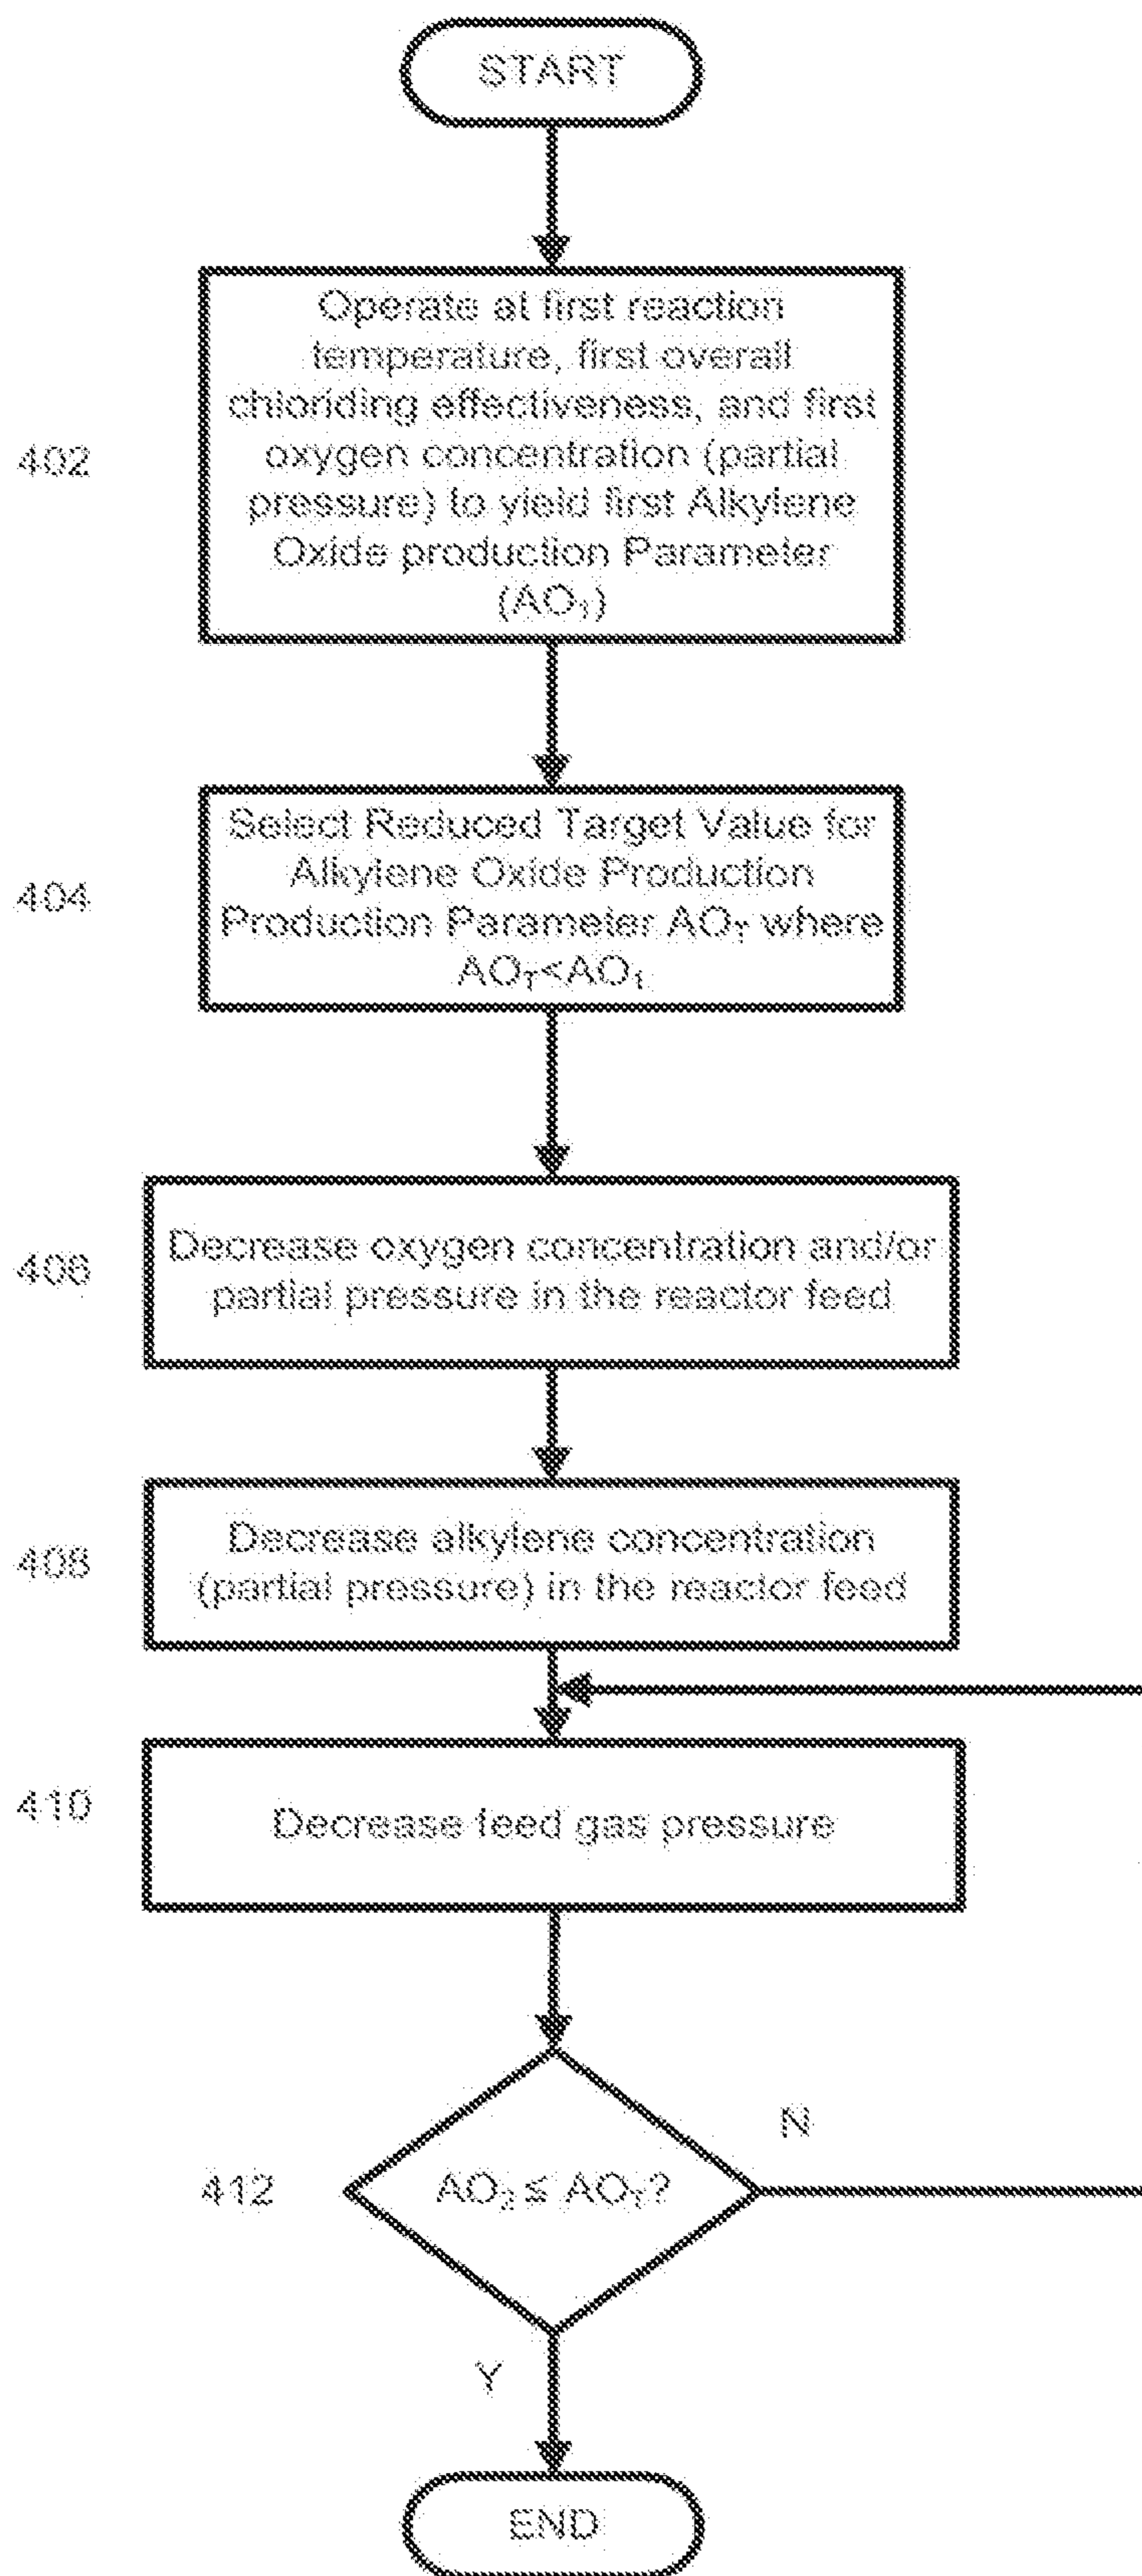 START
402
Operate at first reaction
temperature, first overall
chloriding effectiveness, and first
oxygen concentration (partial
pressure) to yield first Alkylene
Oxide production Parameter
(AO₁)
404
Select Reduced Target Value for
Alkylene Oxide Production
Production Parameter AO_T where
AO_T<AO₁.
406
Decrease oxygen concentration and/or
partial pressure in the reactor feed
408
Decrease alkylene concentration
(partial pressure) in the reactor feed
410
Decrease feed gas pressure
412
AO₂ ≤ AO_T?
N
Y
END